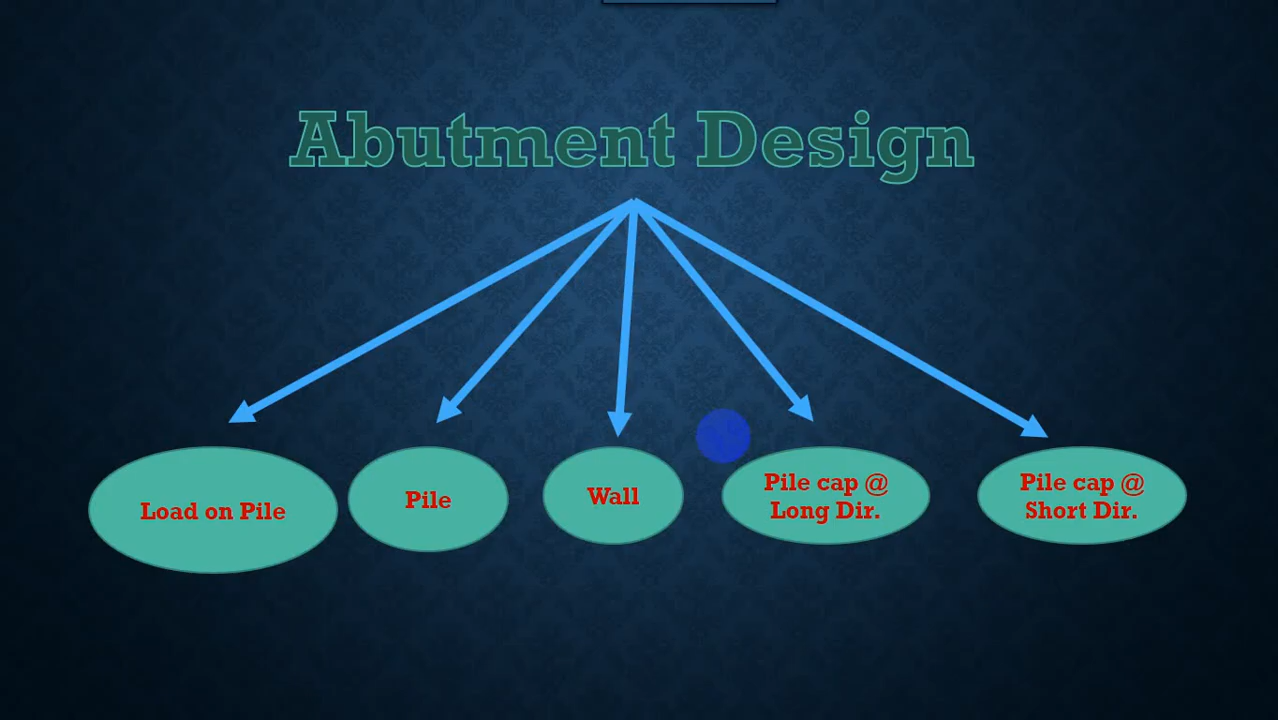 Abutment Design
Load on Pile
Pile
Wall
Pile cap @
Long Dir.
Pile cap @
Short Dir.